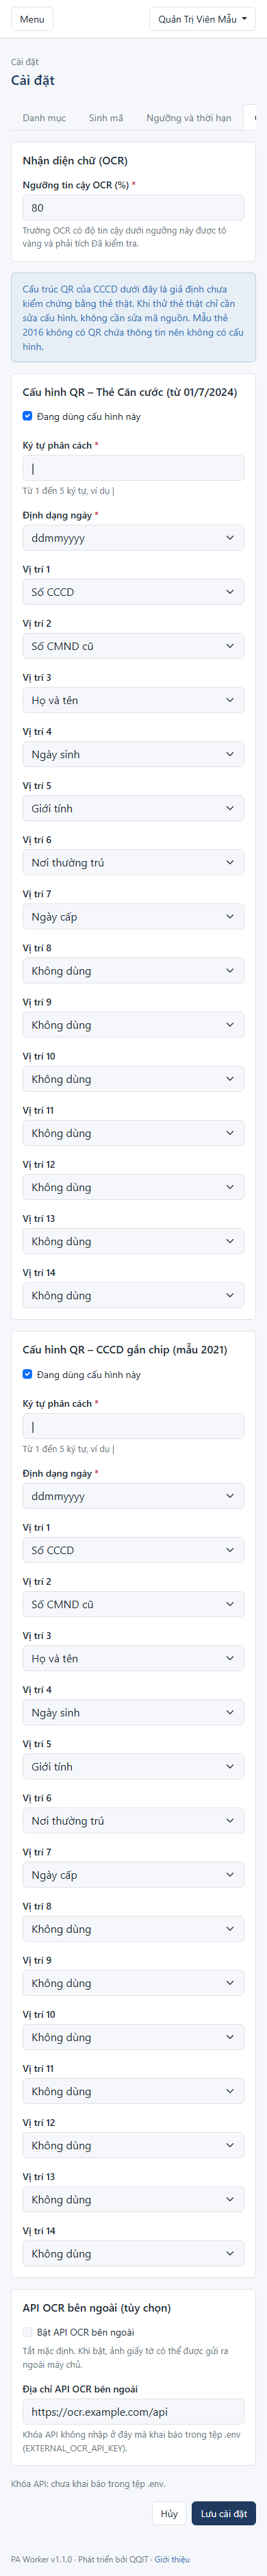 Menu
Quản Trị Viên Mẫu
Cài đặt
Cài đặt
Danh mục
Sinh mã
Ngưỡng và thời hạn
Nhận diện chữ (OCR)
Ngưỡng tin cậy OCR (%) *
80
Trường OCR có độ tin cậy dưới ngưỡng này được tô
vàng và phải tích Đã kiểm tra.
Cấu trúc QR của CCCD dưới đây là giả định chưa
kiểm chứng bằng thẻ thật. Khi thử thẻ thật chỉ cần
sửa cấu hình, không cần sửa mã nguồn. Mẫu thẻ
2016 không có QR chứa thông tin nên không có cấu
hình.
Cấu hình QR – Thẻ Căn cước (từ 01/7/2024)
Đang dùng cấu hình này
Ký tự phân cách *
|
Từ 1 đến 5 ký tự, ví dụ |
Định dạng ngày *
ddmmyyyy
Vị trí 1
Số CCCD
Vị trí 2
Số CMND cũ
Vị trí 3
Họ và tên
Vị trí 4
Ngày sinh
Vị trí 5
Giới tính
Vị trí 6
Nơi thường trú
Vị trí 7
Ngày cấp
Vị trí 8
Không dùng
Vị trí 9
Không dùng
Vị trí 10
Không dùng
Vị trí 11
Không dùng
Vị trí 12
Không dùng
Vị trí 13
Không dùng
Vị trí 14
Không dùng
Cấu hình QR – CCCD gắn chip (mẫu 2021)
Đang dùng cấu hình này
Ký tự phân cách *
|
Từ 1 đến 5 ký tự, ví dụ |
Định dạng ngày *
ddmmyyyy
Vị trí 1
Số CCCD
Vị trí 2
Số CMND cũ
Vị trí 3
Họ và tên
Vị trí 4
Ngày sinh
Vị trí 5
Giới tính
Vị trí 6
Nơi thường trú
Vị trí 7
Ngày cấp
Vị trí 8
Không dùng
Vị trí 9
Không dùng
Vị trí 10
Không dùng
Vị trí 11
Không dùng
Vị trí 12
Không dùng
Vị trí 13
Không dùng
Vị trí 14
Không dùng
API OCR bên ngoài (tùy chọn)
Bật API OCR bên ngoài
Tắt mặc định. Khi bật, ảnh giấy tờ có thể được gửi ra
ngoài máy chủ.
Địa chỉ API OCR bên ngoài
https://ocr.example.com/api
Khóa API không nhập ở đây mà khai báo trong tệp .env
(EXTERNAL_OCR_API_KEY).
Khóa API: chưa khai báo trong tệp .env.
Hủy
Lưu cài đặt
PA Worker v1.1.0 · Phát triển bởi QQIT · Giới thiệu